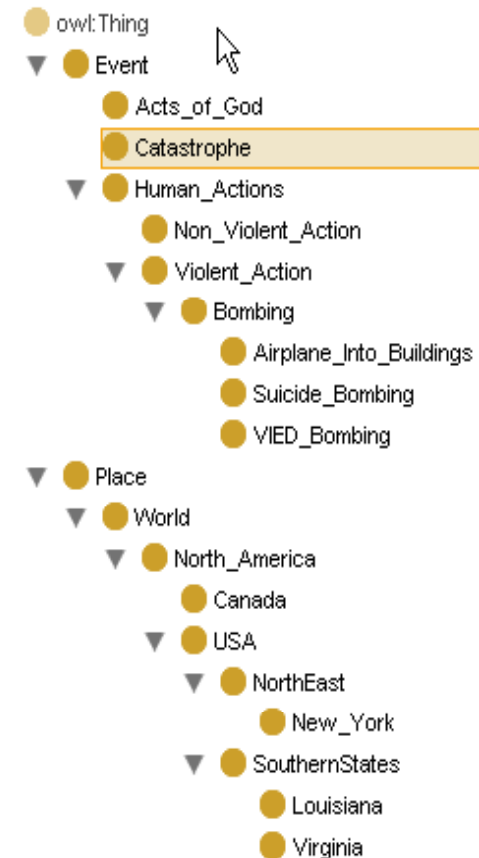 owl:Thing
Event
Acts_of_God
Catastrophe
Human_Actions
Non_Violent_Action
Violent_Action
Bombing
Airplane_Into_Buildings
Suicide_Bombing
VIED_Bombing
Place
World
North_America
Canada
USA
NorthEast
New_York
SouthernStates
Louisiana
Virginia